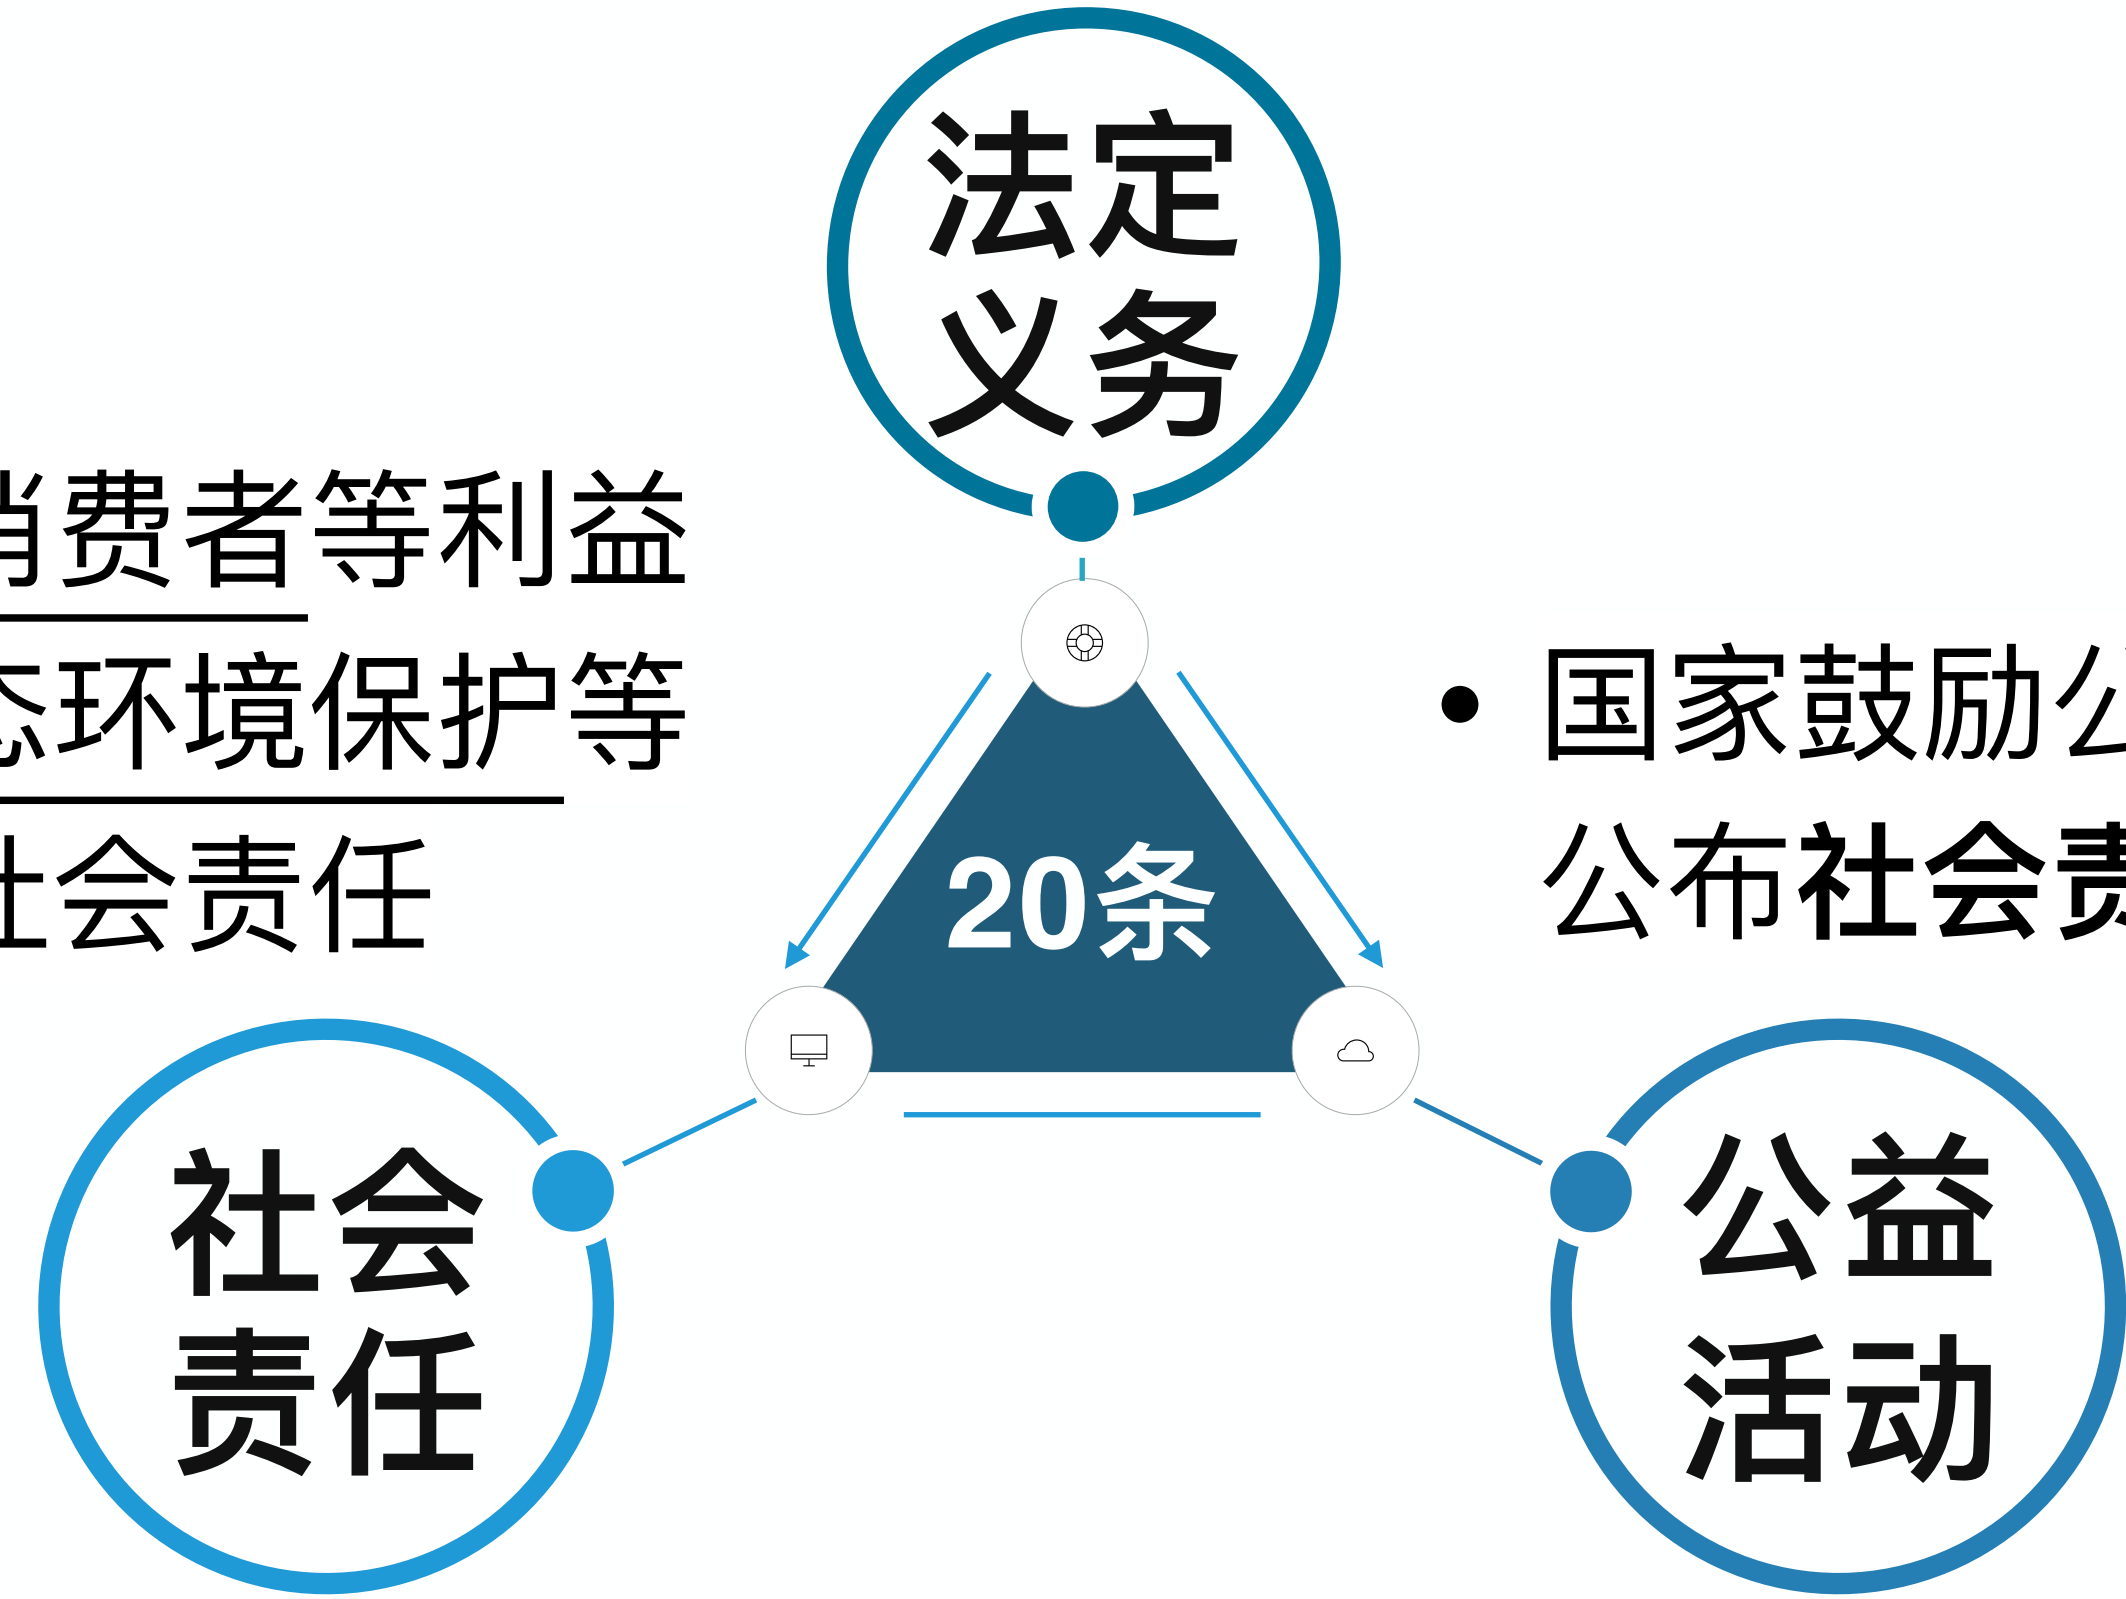 法定
义务
消费者等利益
态环境保护等
社会责任
• 国家鼓励公
公布社会责
20条
社会
责任
公益
活动